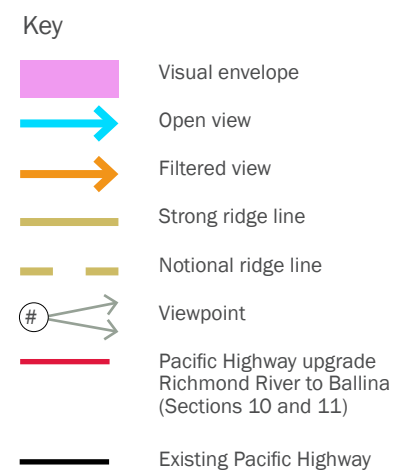 Key
Visual envelope
Open view
Filtered view
Strong ridge line
Notional ridge line
#
Viewpoint
Pacific Highway upgrade
Richmond River to Ballina
(Sections 10 and 11)
Existing Pacific Highway